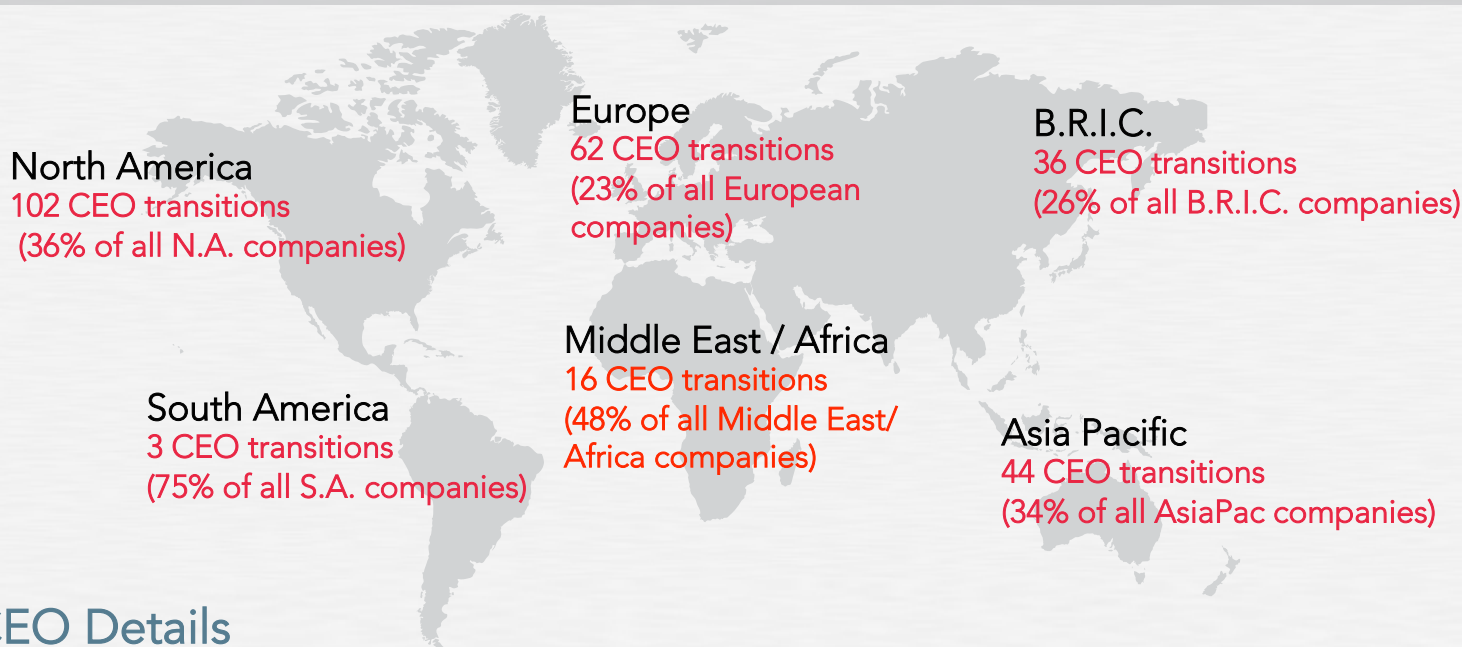 North America
102 CEO transitions
(36% of all N.A. companies)
Europe
62 CEO transitions
(23% of all European
companies)
B.R.I.C.
36 CEO transitions
(26% of all B.R.I.C. companies)
South America
3 CEO transitions
(75% of all S.A. companies)
Middle East / Africa
16 CEO transitions
(48% of all Middle East/
Africa companies)
Asia Pacific
44 CEO transitions
(34% of all AsiaPac companies)
CEO Details